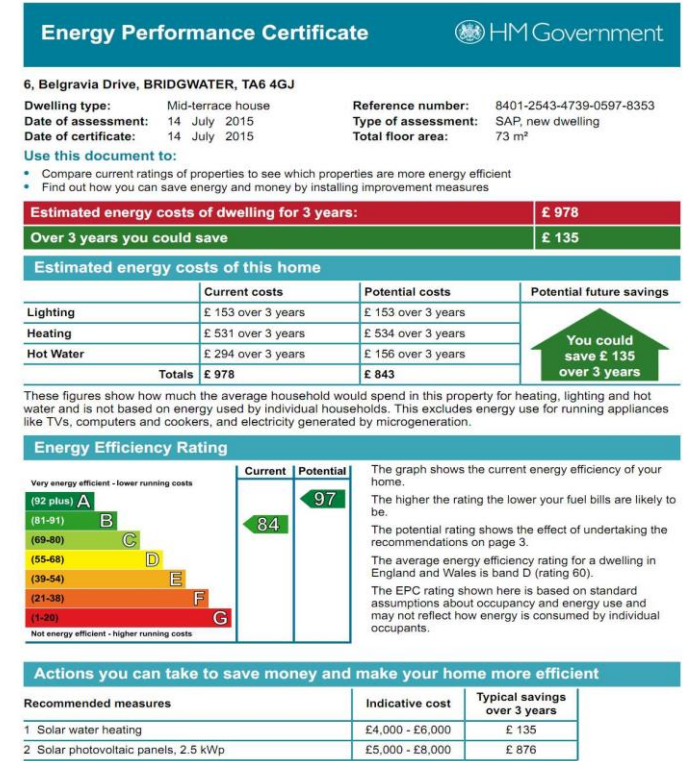 Energy Performance Certificate
HM Government
6, Belgravia Drive, BRIDGWATER, TA6 4GJ
Dwelling type: Mid-terrace house
Date of assessment: 14 July 2015
Date of certificate: 14 July 2015
Reference number: 8401-2543-4739-0597-8353
Type of assessment: SAP, new dwelling
Total floor area: 73 m²
Use this document to:
• Compare current ratings of properties to see which properties are more energy efficient
• Find out how you can save energy and money by installing improvement measures
Estimated energy costs of dwelling for 3 years: £ 978
Over 3 years you could save £ 135
Estimated energy costs of this home
Current costs Potential costs Potential future savings
Lighting £ 153 over 3 years £ 153 over 3 years
Heating £ 531 over 3 years £ 534 over 3 years
Hot Water £ 294 over 3 years £ 156 over 3 years
Totals £ 978 £ 843
You could
save £ 135
over 3 years
These figures show how much the average household would spend in this property for heating, lighting and hot
water and is not based on energy used by individual households. This excludes energy use for running appliances
like TVs, computers and cookers, and electricity generated by microgeneration.
Energy Efficiency Rating
Current Potential
Very energy efficient - lower running costs
(92 plus) A
(81-91) B
(69-80) C
(55-68) D
(39-54) E
(21-38) F
(1-20) G
Not energy efficient - higher running costs
84
97
The graph shows the current energy efficiency of your
home.
The higher the rating the lower your fuel bills are likely to
be.
The potential rating shows the effect of undertaking the
recommendations on page 3.
The average energy efficiency rating for a dwelling in
England and Wales is band D (rating 60).
The EPC rating shown here is based on standard
assumptions about occupancy and energy use and
may not reflect how energy is consumed by individual
occupants.
Actions you can take to save money and make your home more efficient
Recommended measures Indicative cost Typical savings
over 3 years
1 Solar water heating £4,000 - £6,000 £ 135
2 Solar photovoltaic panels, 2.5 kWp £5,000 - £8,000 £ 876